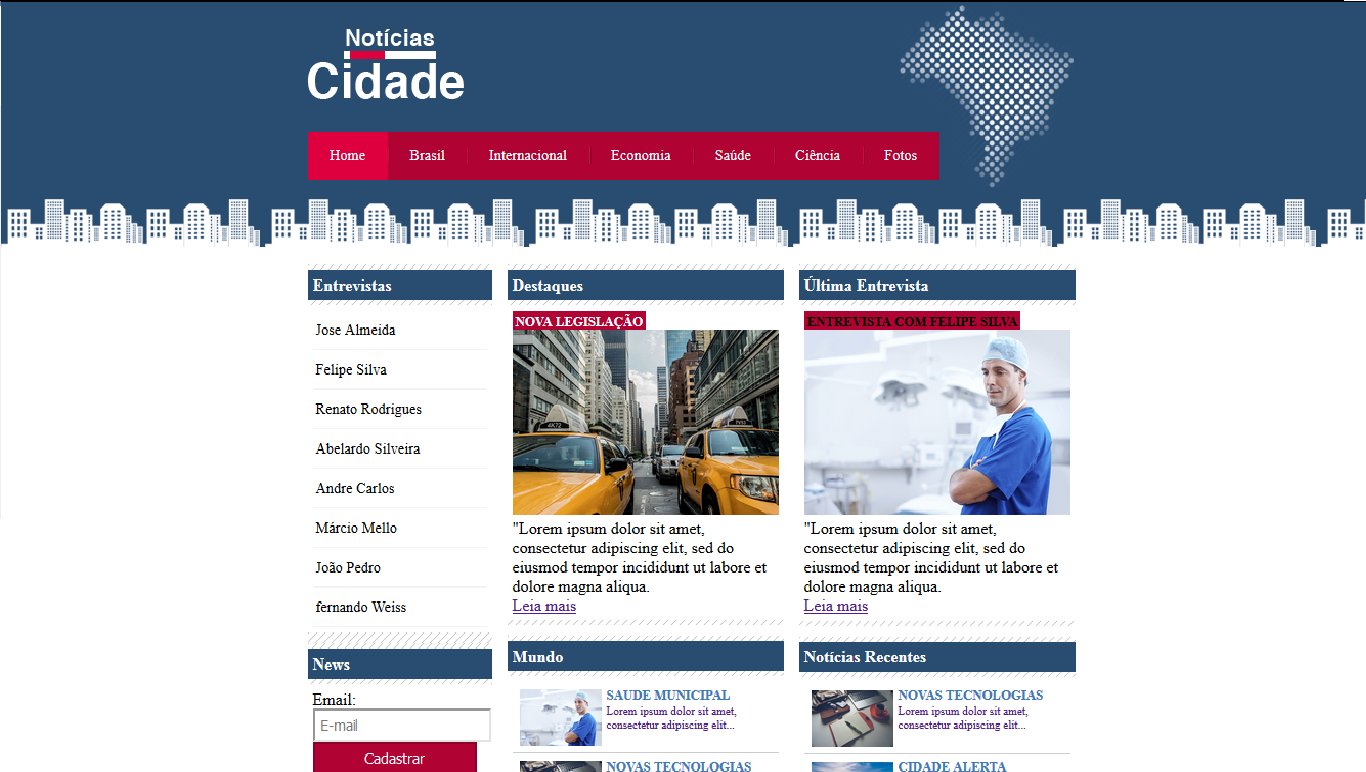 Notícias
Cidade
Home Brasil Internacional Economia Saúde Ciência Fotos
Entrevistas
Jose Almeida
Felipe Silva
Renato Rodrigues
Abelardo Silveira
Andre Carlos
Márcio Mello
João Pedro
fernando Weiss
News
Email:
E-mail
Cadastrar
Destaques
NOVA LEGISLAÇÃO
4K72
7V93
"Lorem ipsum dolor sit amet,
consectetur adipiscing elit, sed do
eiusmod tempor incididunt ut labore et
dolore magna aliqua.
Leia mais
Última Entrevista
ENTREVISTA COM FELIPE SILVA
"Lorem ipsum dolor sit amet,
consectetur adipiscing elit, sed do
eiusmod tempor incididunt ut labore et
dolore magna aliqua.
Leia mais
Mundo
SAUDE MUNICIPAL
Lorem ipsum dolor sit amet,
consectetur adipiscing elit...
NOVAS TECNOLOGIAS
Notícias Recentes
NOVAS TECNOLOGIAS
Lorem ipsum dolor sit amet,
consectetur adipiscing elit...
CIDADE ALERTA